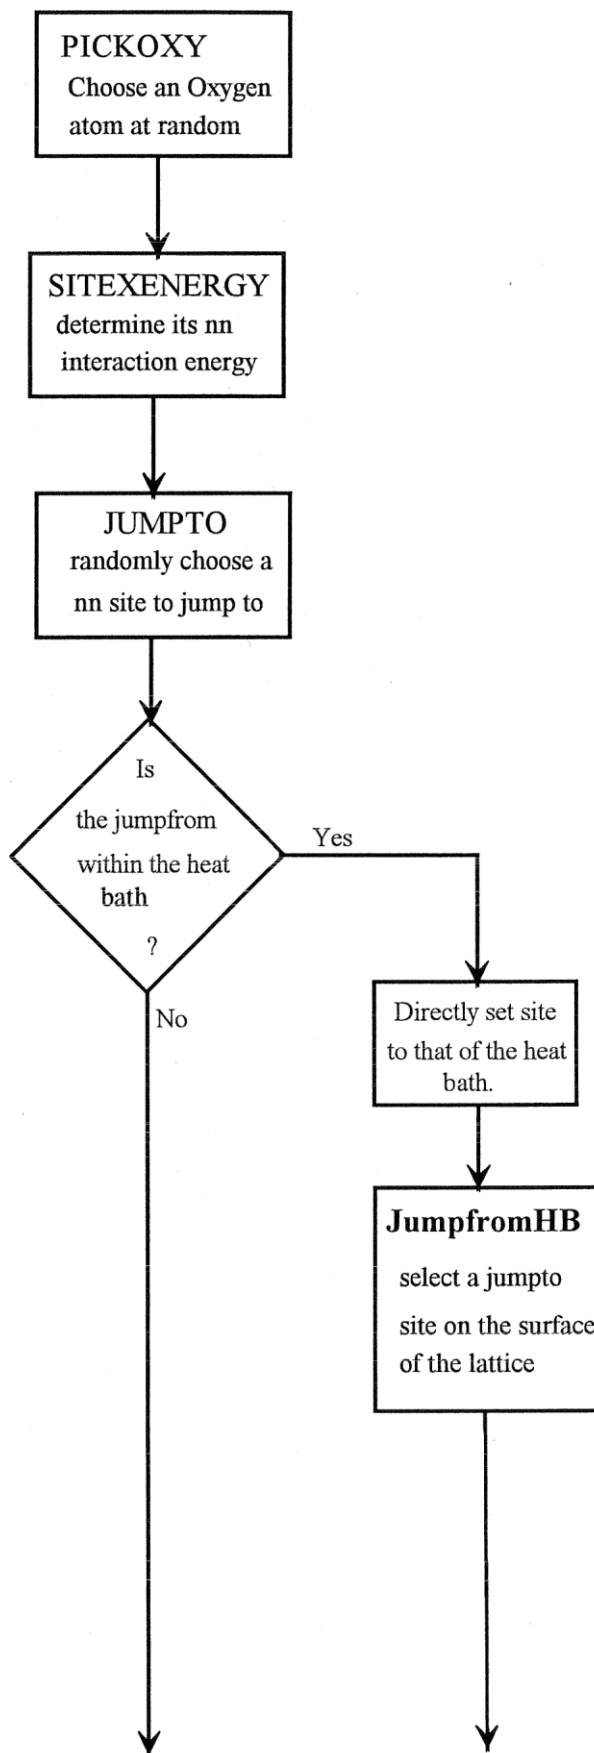 PICKOXY
Choose an Oxygen
atom at random
SITEXENERGY
determine its nn
interaction energy
JUMPTO
randomly choose a
nn site to jump to
Is
the jumpfrom
within the heat
bath
?
Yes
No
Directly set site
to that of the heat
bath.
JumpfromHB
select a jumpto
site on the surface
of the lattice